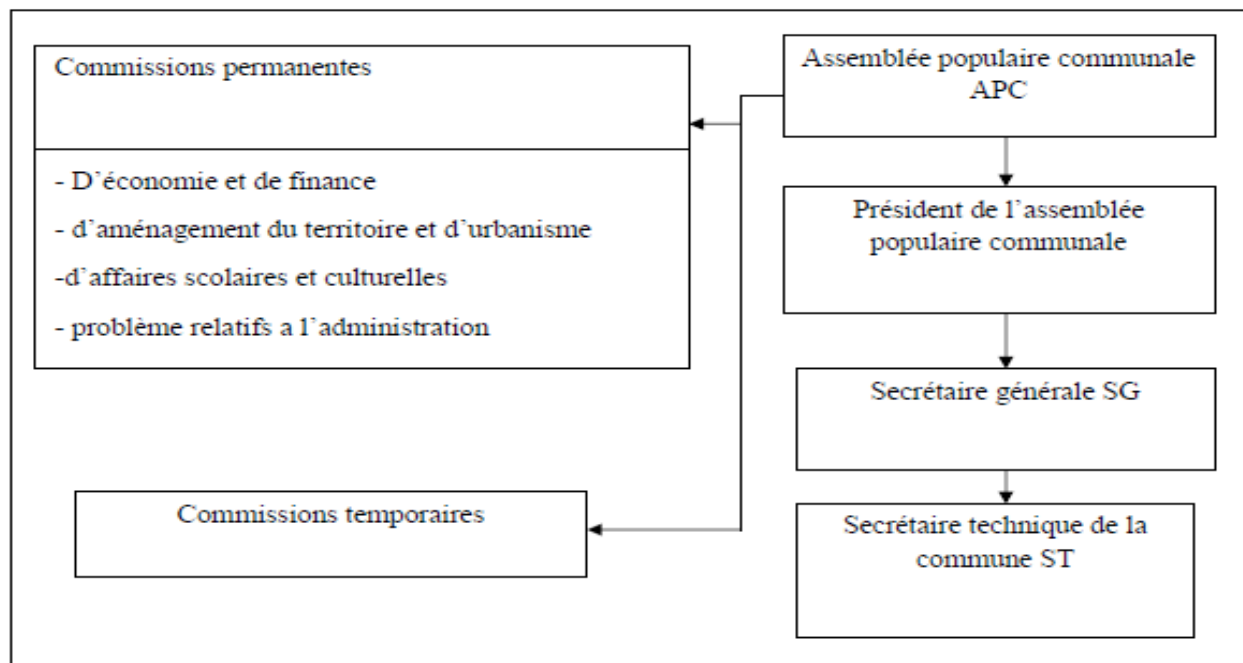 Commissions permanentes
- D'économie et de finance
- d'aménagement du territoire et d'urbanisme
-d'affaires scolaires et culturelles
- problème relatifs a l'administration
Commissions temporaires
Assemblée populaire communale
APC
Président de l'assemblée
populaire communale
Secrétaire générale SG
Secrétaire technique de la
commune ST